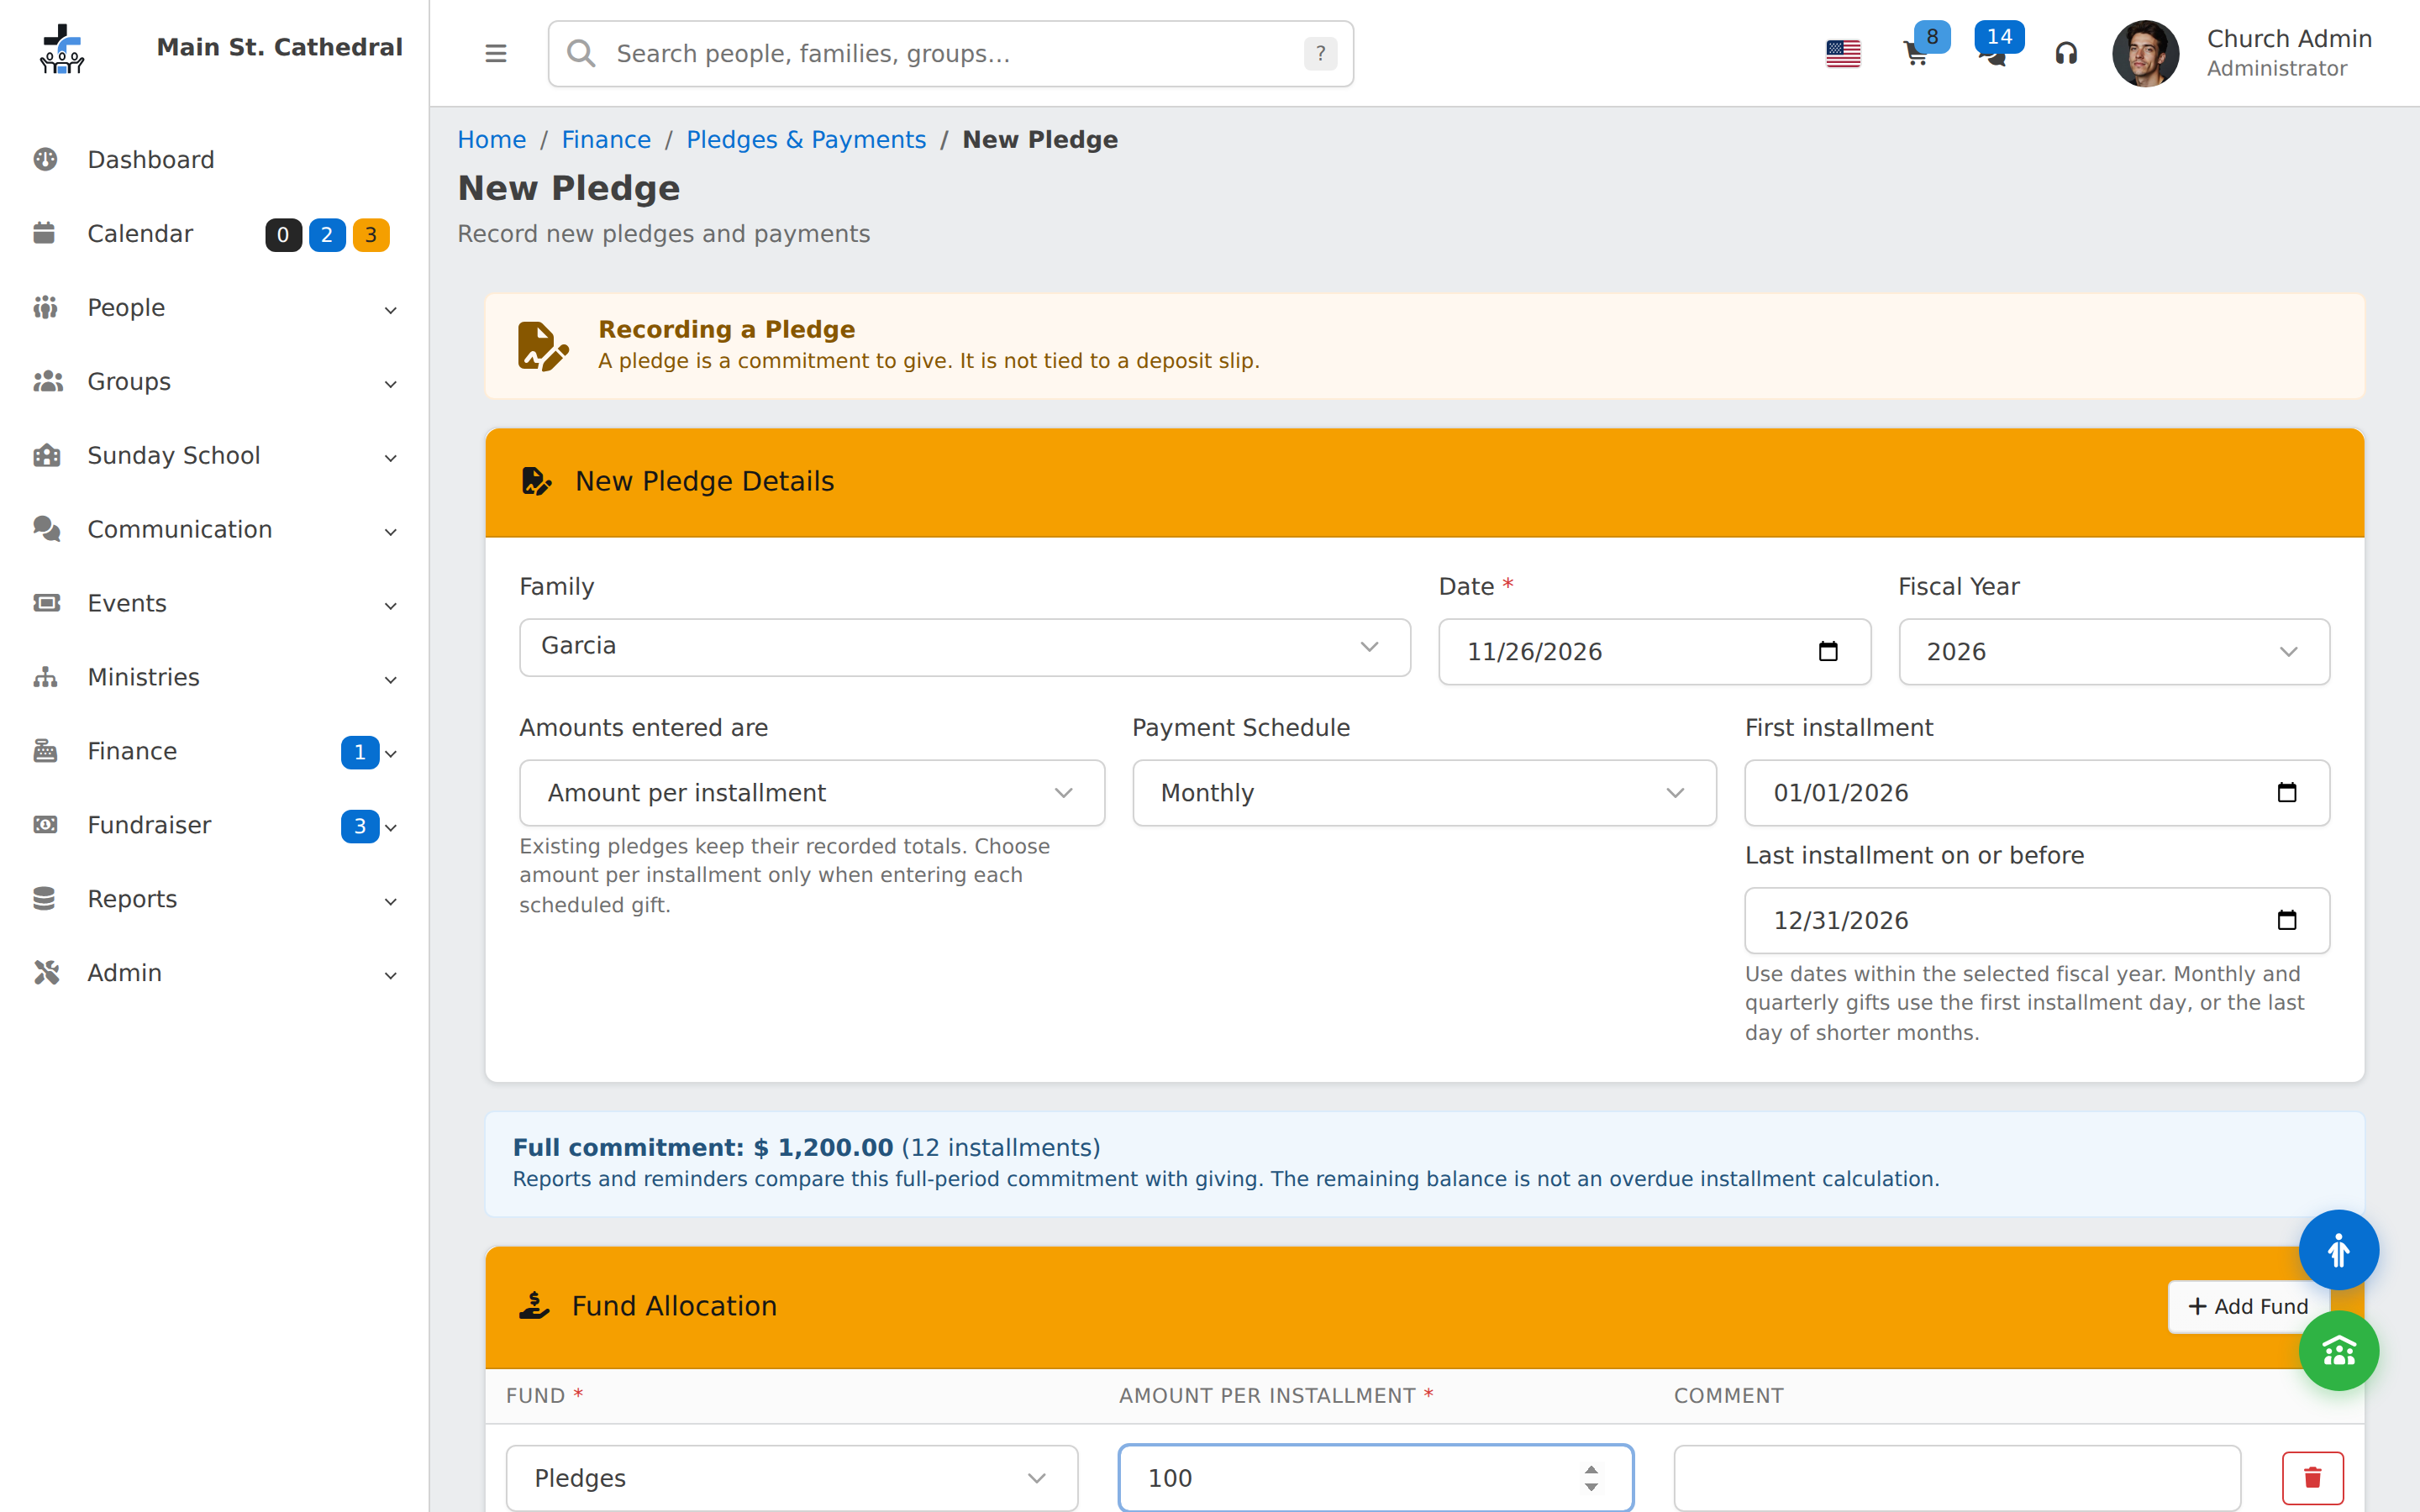 Main St. Cathedral
Search people, families, groups...
?
8
14
Church Admin
Administrator
Dashboard
Calendar
0 2 3
People
Groups
Sunday School
Communication
Events
Ministries
Finance
1
Fundraiser
3
Reports
Admin
Home / Finance / Pledges & Payments / New Pledge
New Pledge
Record new pledges and payments
Recording a Pledge
A pledge is a commitment to give. It is not tied to a deposit slip.
New Pledge Details
Family
Date *
Fiscal Year
Garcia
11/26/2026
2026
Amounts entered are
Payment Schedule
First installment
Amount per installment
Monthly
01/01/2026
Existing pledges keep their recorded totals. Choose
amount per installment only when entering each
scheduled gift.
Last installment on or before
12/31/2026
Use dates within the selected fiscal year. Monthly and
quarterly gifts use the first installment day, or the last
day of shorter months.
Full commitment: $ 1,200.00 (12 installments)
Reports and reminders compare this full-period commitment with giving. The remaining balance is not an overdue installment calculation.
Fund Allocation
Add Fund
FUND *
AMOUNT PER INSTALLMENT *
COMMENT
Pledges
100